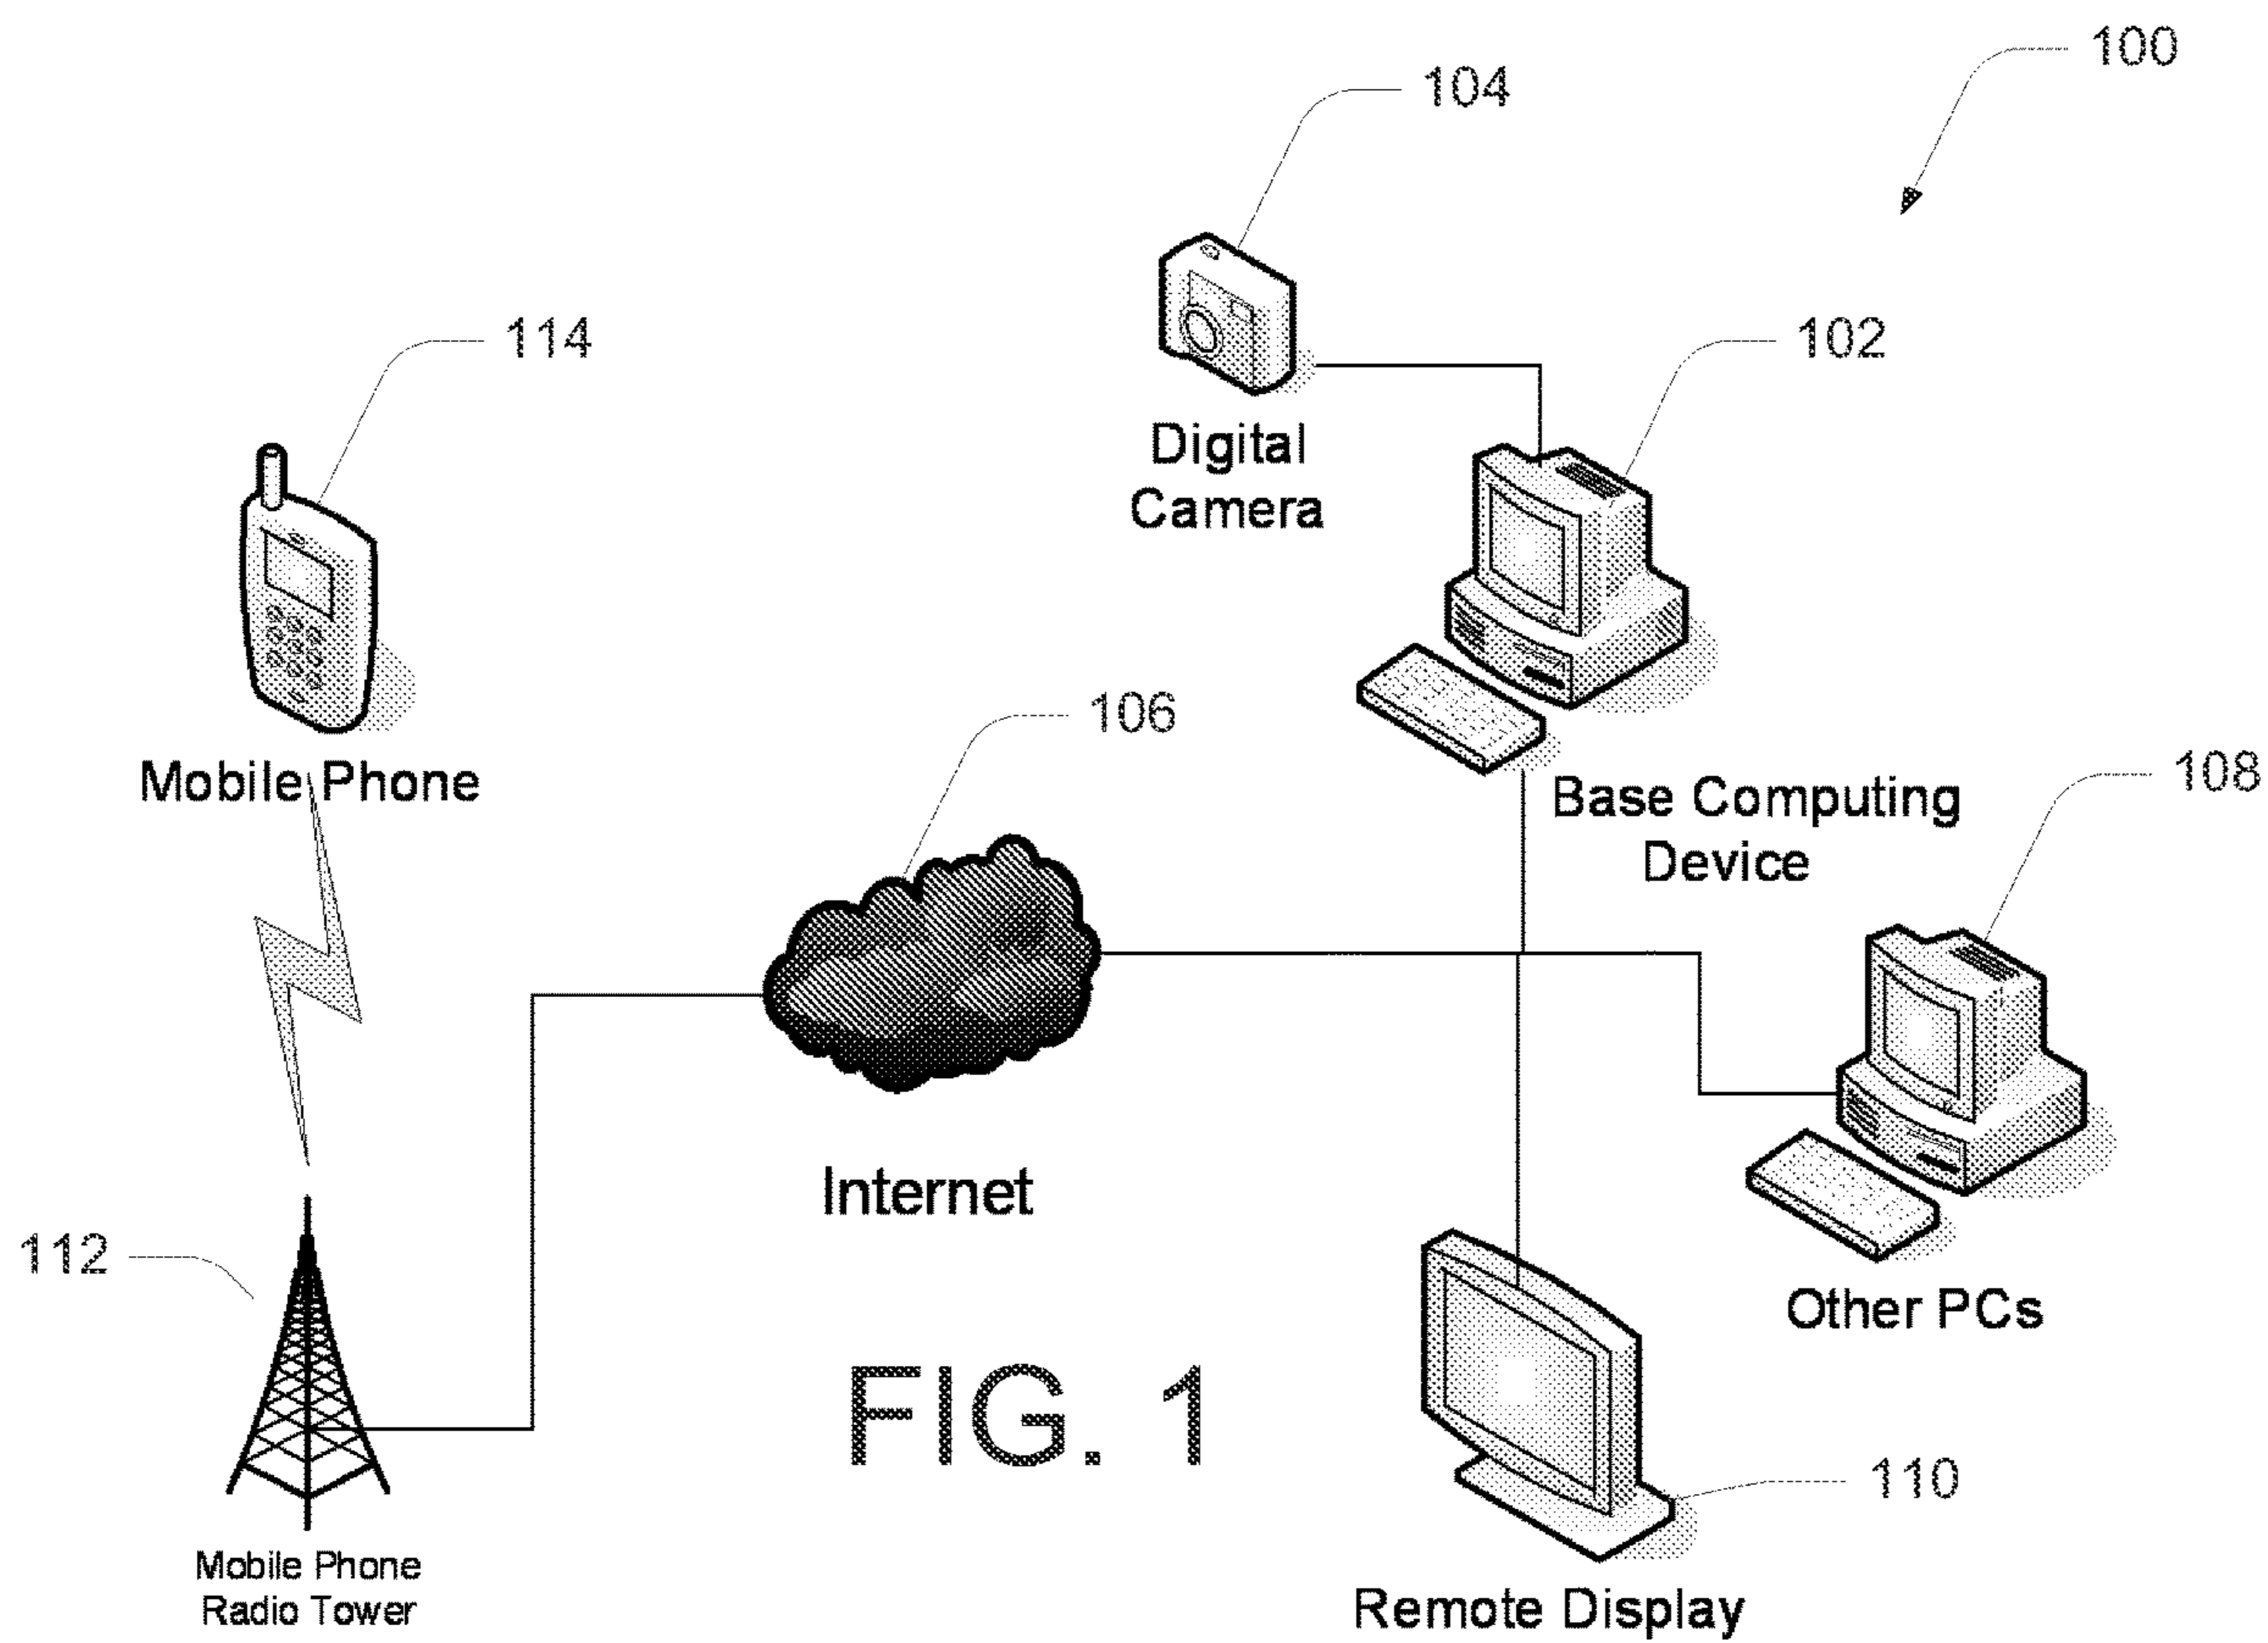 100
104
114
102
Digital
Camera
106
Mobile Phone
Base Computing
Device
108
Internet
112
Other PCs
FIG. 1
110
Mobile Phone
Radio Tower
Remote Display